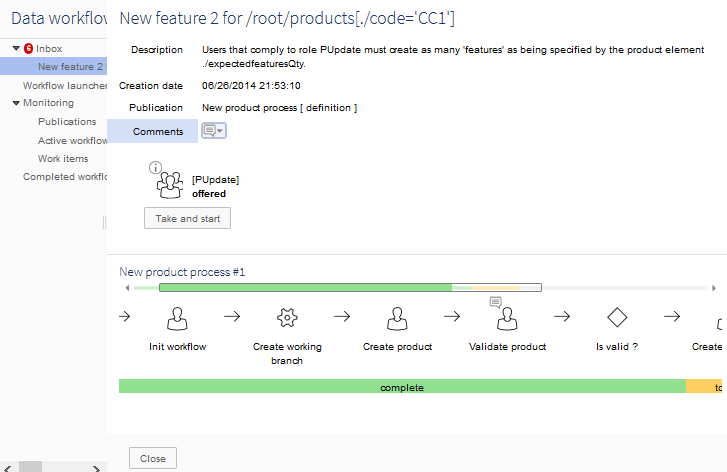 Data workflow
6 Inbox
New feature 2
Workflow launcher
Monitoring
Publications
Active workflow
Work items
Completed workflo
New feature 2 for /root/products[./code='CC1']
Description Users that comply to role PUpdate must create as many 'features' as being specified by the product element
./expectedfeaturesQty.
Creation date 06/26/2014 21:53:10
Publication New product process [ definition ]
Comments
[PUpdate]
offered
Take and start
New product process #1
Init workflow Create working Create product Validate product Is valid ? Create
branch
complete to
Close